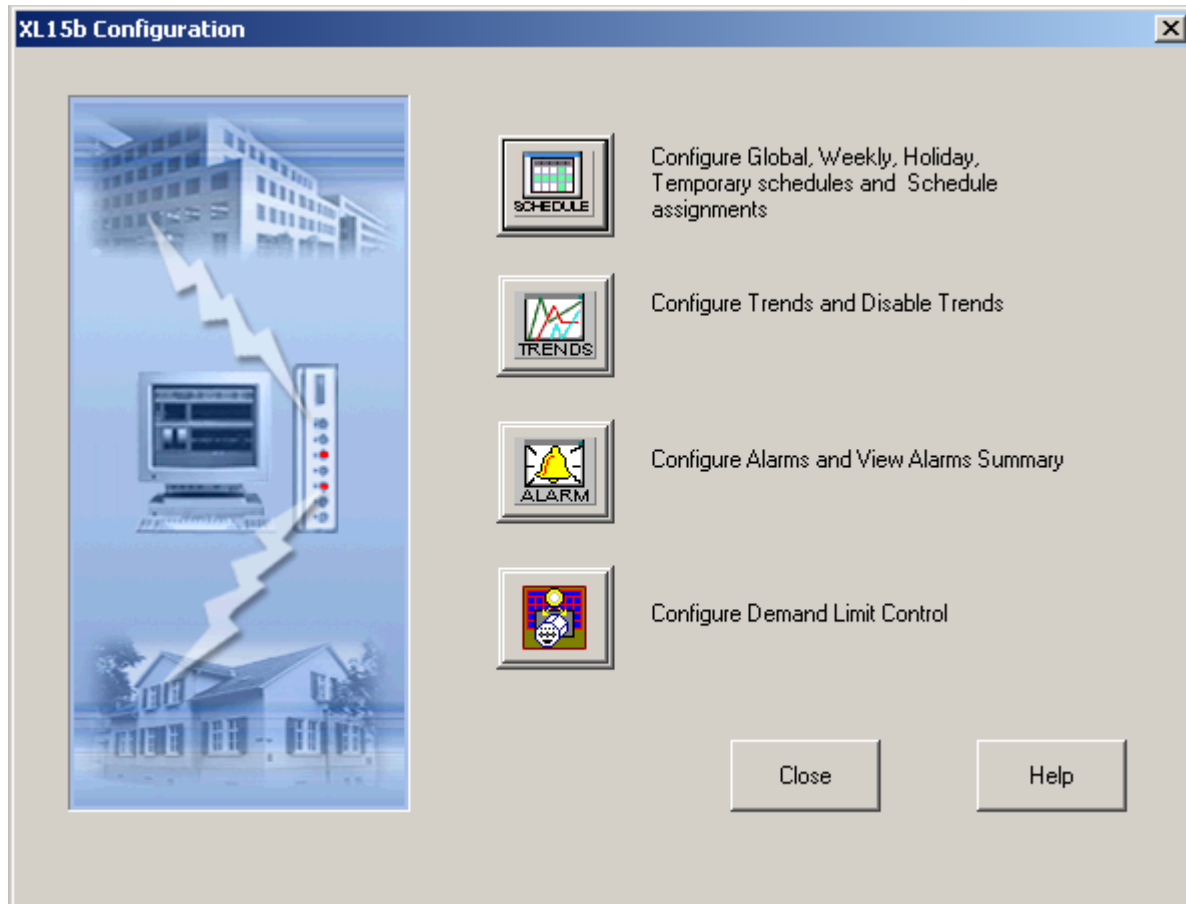 XL15b Configuration
SCHEDULE
Configure Global, Weekly, Holiday,
Temporary schedules and Schedule
assignments
TRENDS
Configure Trends and Disable Trends
ALARM
Configure Alarms and View Alarms Summary
Configure Demand Limit Control
Close
Help